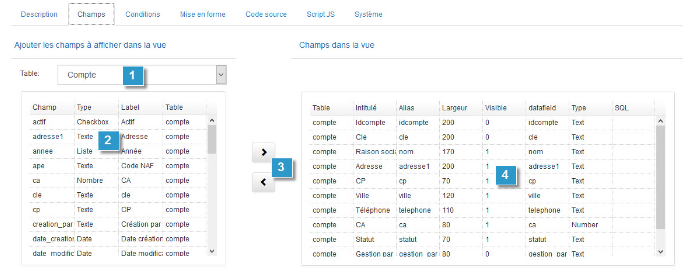 Description Champs Conditions Mise en forme Code source Script JS Système
Ajouter les champs à afficher dans la vue
Table: Compte 1
Champ Type Label Table
actif Checkbox Actif compte
adresse1 Texte Adresse compte
2
annee Liste Année compte
ape Texte Code NAF compte
ca Nombre CA compte
cle Texte Clé compte
cp Texte CP compte
creation_par Texte Création par compte
date_creation Date Date création compte
date_modific Date Date modific compte
3
Champs dans la vue
Table Intitulé Alias Largeur Visible datafield Type SQL
compte Idcompte idcompte 200 0 idcompte Text
compte Cle cle 200 0 cle Text
compte Raison socia nom 170 1 nom Text
compte Adresse adresse1 200 1 adresse1 Text
compte CP cp 70 1 cp Text
4
compte Ville ville 120 1 ville Text
compte Téléphone telephone 110 1 telephone Text
compte CA ca 80 1 ca Number
compte Statut statut 70 1 statut Text
compte Gestion par gestion_par 80 1 gestion_par Text